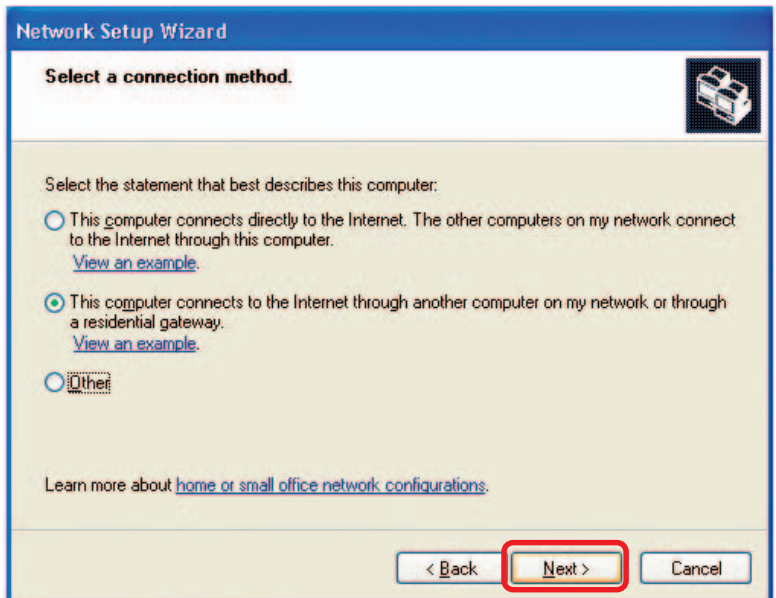 Network Setup Wizard
Select a connection method.
Select the statement that best describes this computer:
This computer connects directly to the Internet. The other computers on my network connect
to the Internet through this computer.
View an example.
This computer connects to the Internet through another computer on my network or through
a residential gateway.
View an example.
Other
Learn more about home or small office network configurations.
< Back Next > Cancel